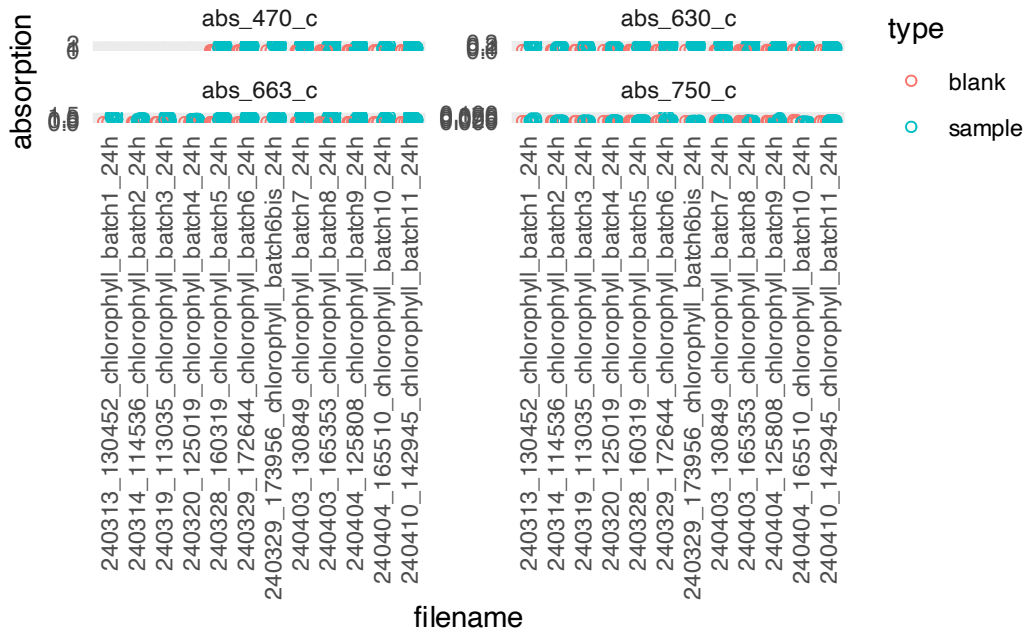 abs_470_c
abs_630_c
type
blank
sample
abs_663_c
abs_750_c
absorption
240313_130452_chlorophyll_batch1_24h
240314_114536_chlorophyll_batch2_24h
240319_113035_chlorophyll_batch3_24h
240320_125019_chlorophyll_batch4_24h
240328_160319_chlorophyll_batch5_24h
240329_172644_chlorophyll_batch6_24h
240329_173956_chlorophyll_batch6bis_24h
240403_130849_chlorophyll_batch7_24h
240403_165353_chlorophyll_batch8_24h
240404_125808_chlorophyll_batch9_24h
240404_165510_chlorophyll_batch10_24h
240410_142945_chlorophyll_batch11_24h
240313_130452_chlorophyll_batch1_24h
240314_114536_chlorophyll_batch2_24h
240319_113035_chlorophyll_batch3_24h
240320_125019_chlorophyll_batch4_24h
240328_160319_chlorophyll_batch5_24h
240329_172644_chlorophyll_batch6_24h
240329_173956_chlorophyll_batch6bis_24h
240403_130849_chlorophyll_batch7_24h
240403_165353_chlorophyll_batch8_24h
240404_125808_chlorophyll_batch9_24h
240404_165510_chlorophyll_batch10_24h
240410_142945_chlorophyll_batch11_24h
filename